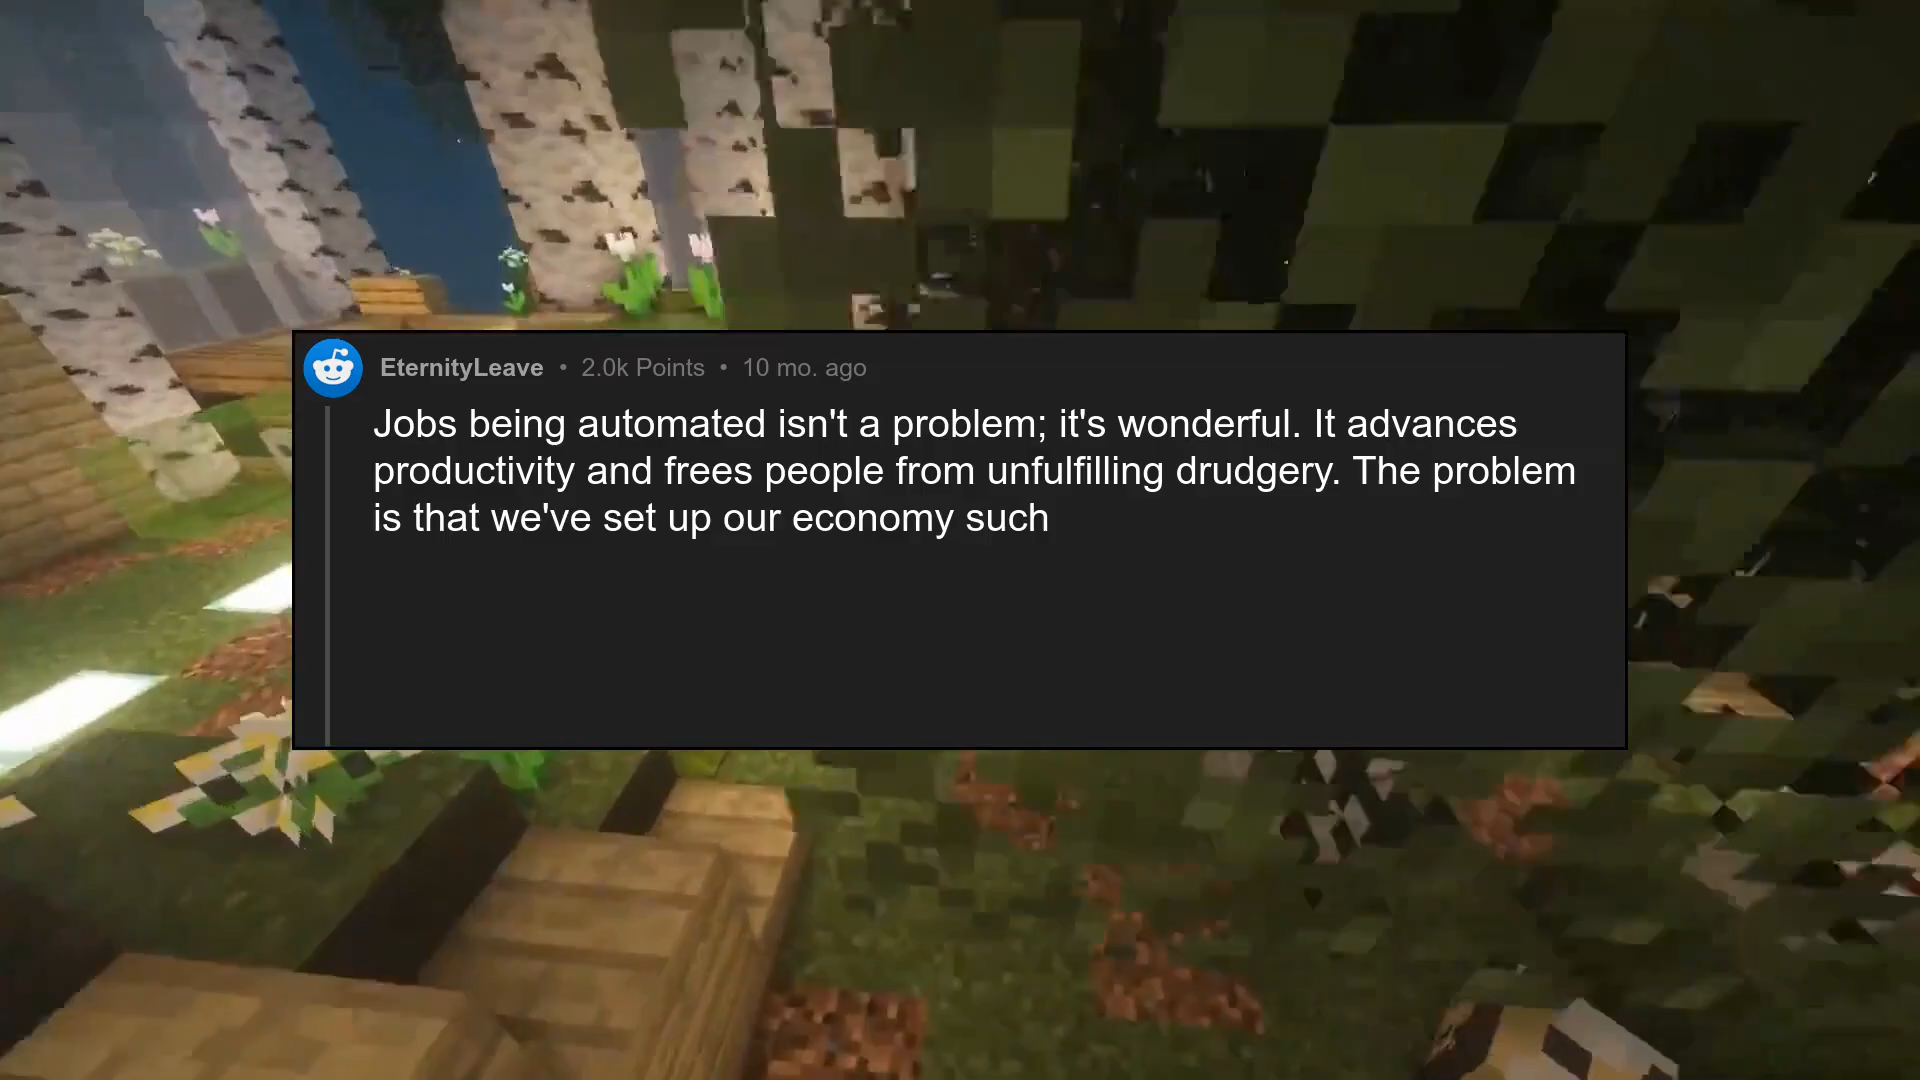 EternityLeave • 2.0k Points • 10 mo. ago
Jobs being automated isn't a problem; it's wonderful. It advances
productivity and frees people from unfulfilling drudgery. The problem
is that we've set up our economy such